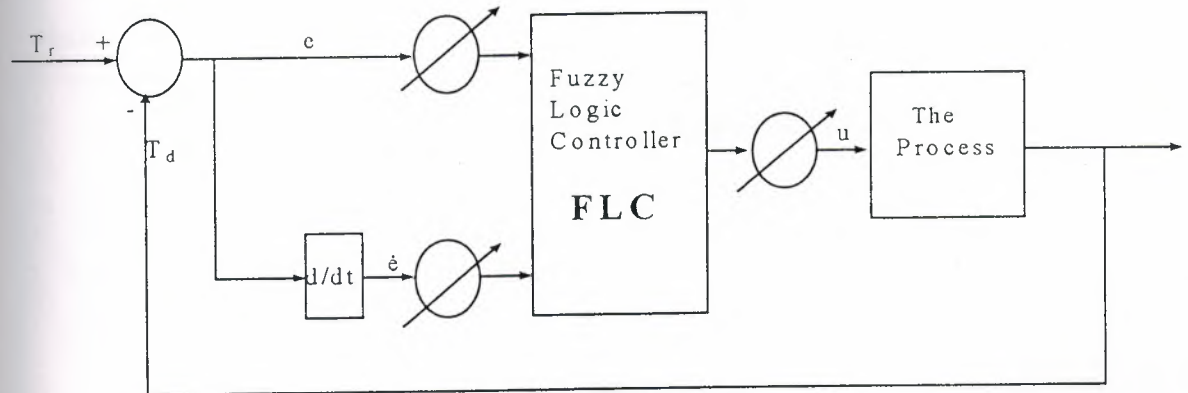 T r
+
-
T d
e
d/dt
ė
Fuzzy
Logic
Controller
FLC
u
The
Process